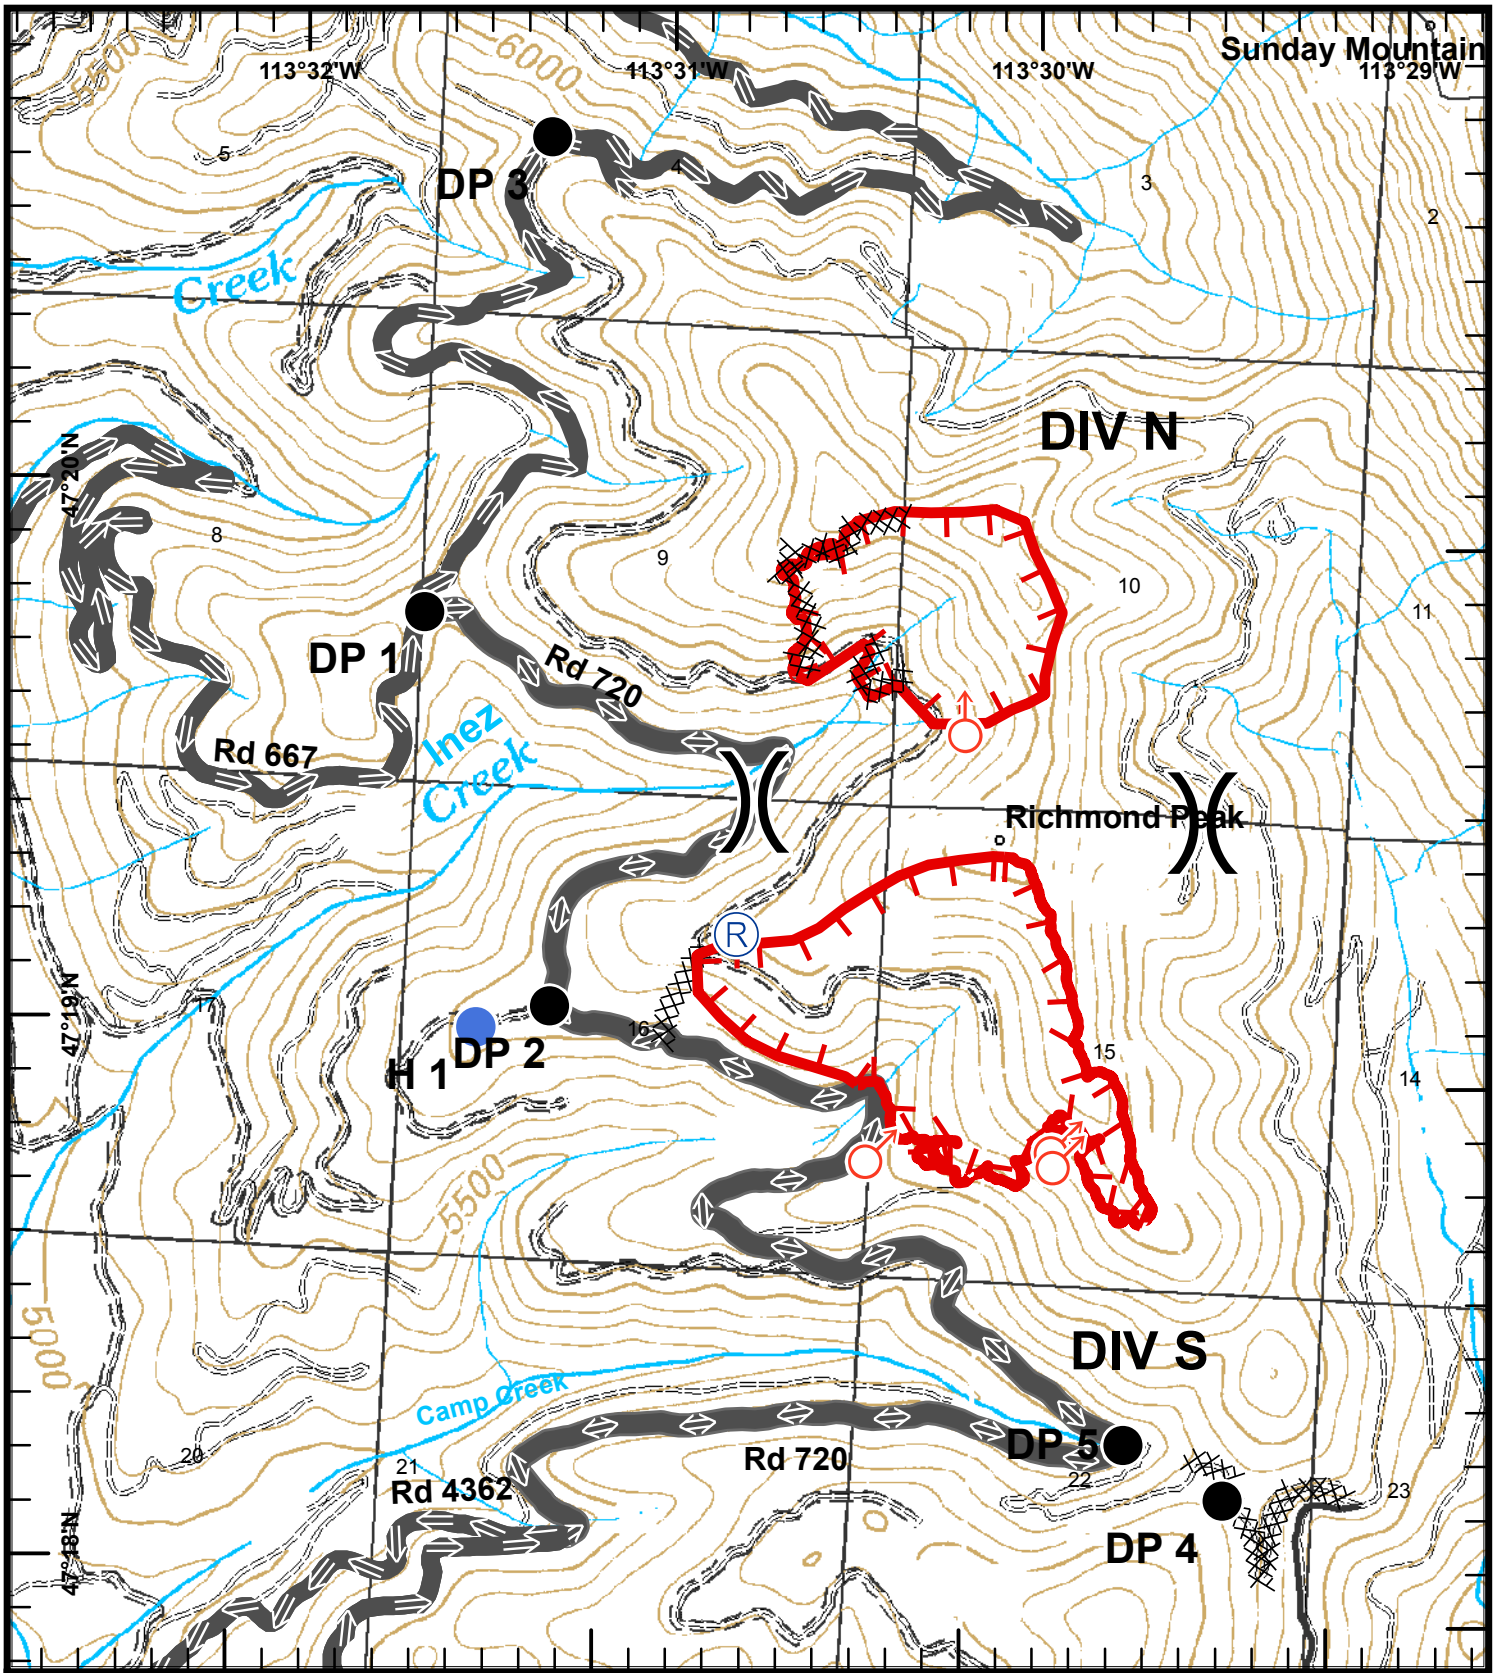 Sunday Mountain
113°32'W
113°31'W
113°30'W
113°29'W
5500
6000
5
DP 3
4
3
2
Creek
DIV N
47°20'N
8
9
10
11
DP 1
Rd 720
Inez
Creek
Rd 667
Richmond Peak
R
17
47°19'N
16
DP 2
H 1
15
14
5500
5000
DIV S
Camp Creek
DP 5
Rd 720
20
21
22
23
Rd 4362
DP 4
47°18'N